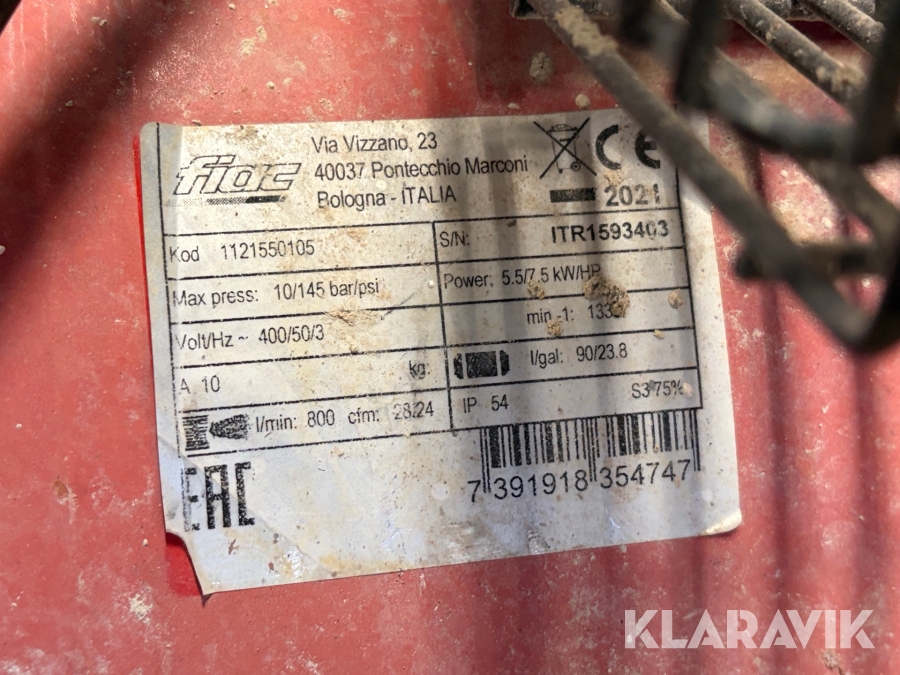 fiac
Via Vizzano, 23
40037 Pontecchio Marconi
Bologna - ITALIA
CE
2021
Kod 1121550105
S/N: ITR1593403
Max press: 10/145 bar/psi
Power: 5.5/7.5 kW/HP
Volt/Hz ~ 400/50/3
min -1:
A 10
kg:
l/gal: 90/23.8
l/min: 800 cfm: 28.24
IP 54
S3 75%
7 391918 354747
EAC
KLARAVIK